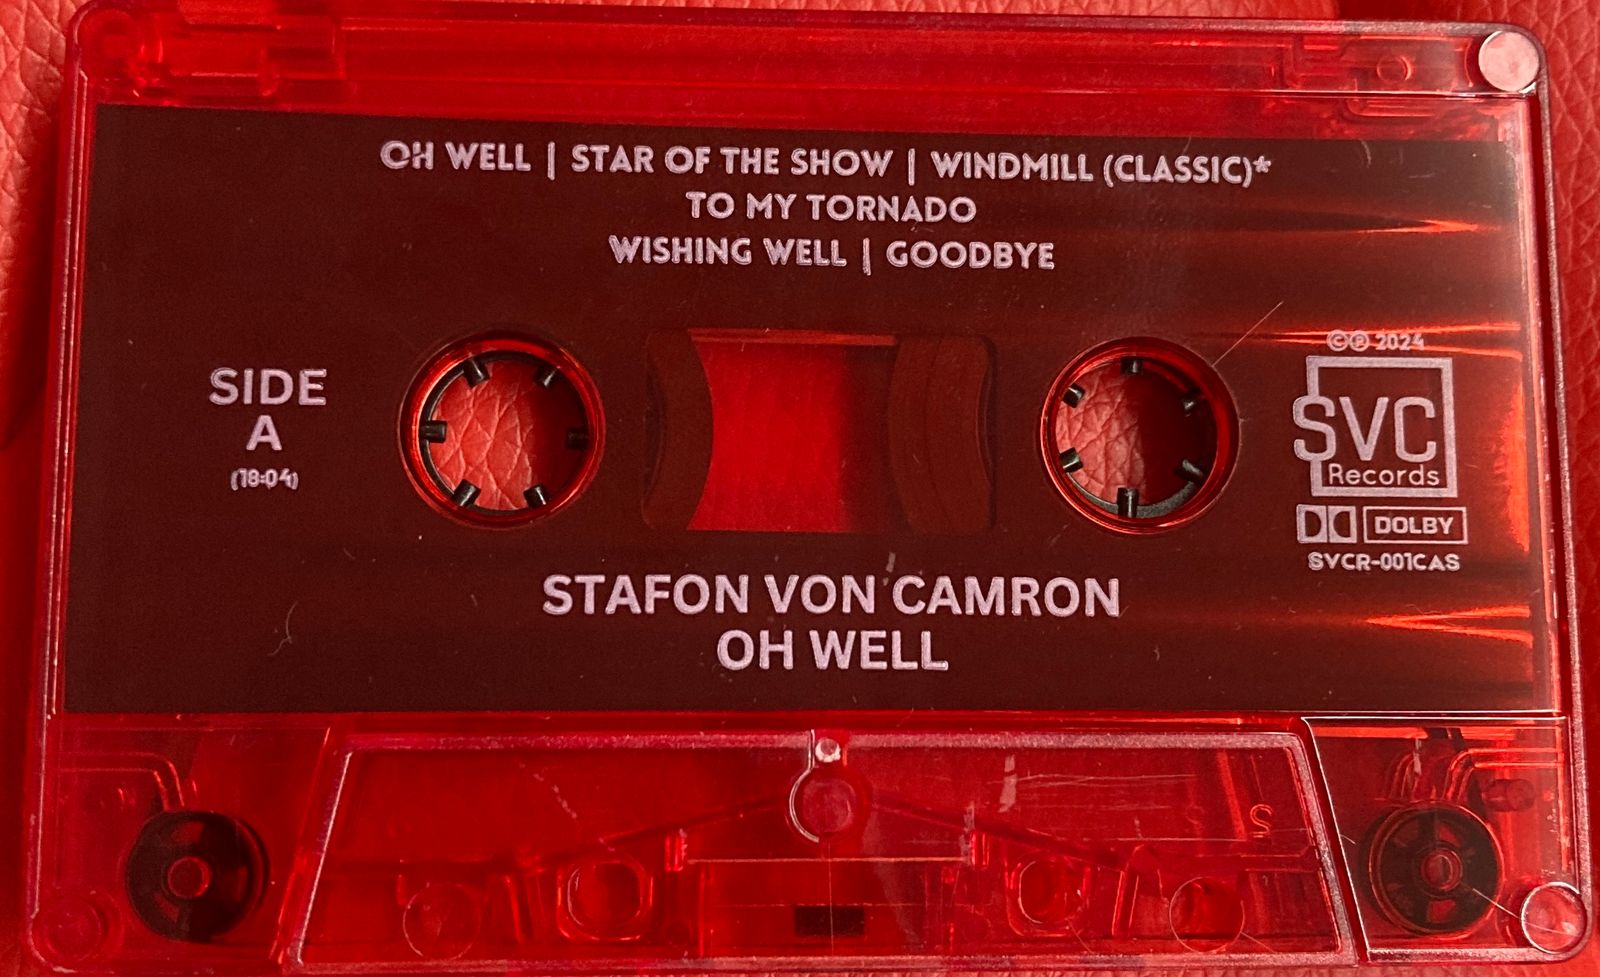 OH WELL | STAR OF THE SHOW | WINDMILL (CLASSIC)*
TO MY TORNADO
WISHING WELL | GOODBYE
SIDE
A
(18:04)
©℗ 2024
SVC
Records
DOLBY
SVCR-001CAS
STAFON VON CAMRON
OH WELL
S